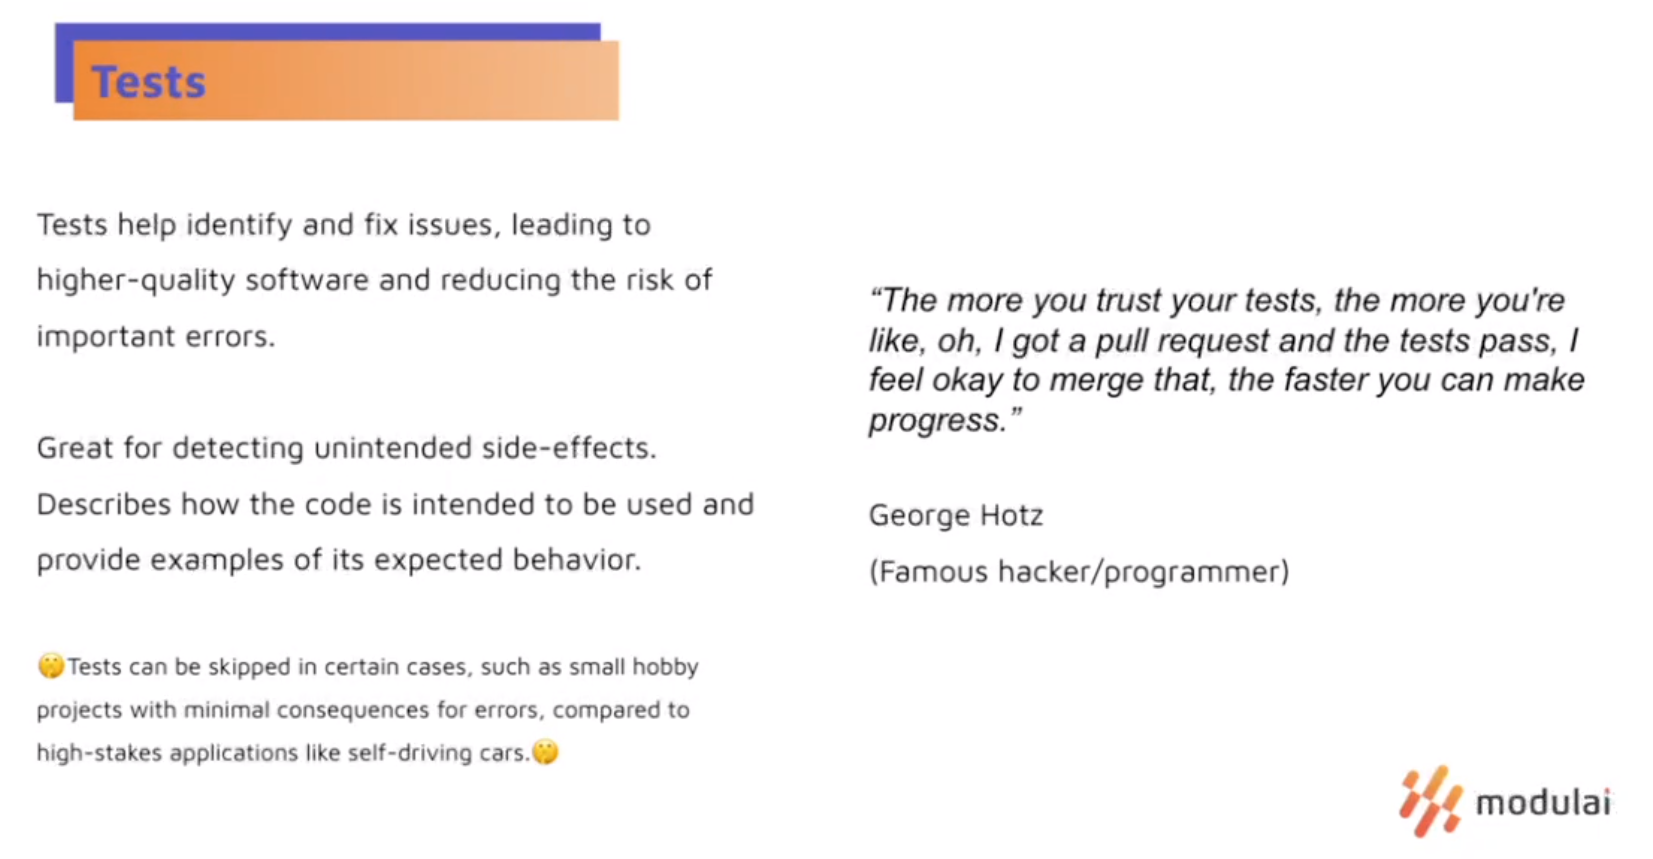 Tests
Tests help identify and fix issues, leading to
higher-quality software and reducing the risk of
important errors.
Great for detecting unintended side-effects.
Describes how the code is intended to be used and
provide examples of its expected behavior.
🤫Tests can be skipped in certain cases, such as small hobby
projects with minimal consequences for errors, compared to
high-stakes applications like self-driving cars.🤫
“The more you trust your tests, the more you're
like, oh, I got a pull request and the tests pass, I
feel okay to merge that, the faster you can make
progress.”
George Hotz
(Famous hacker/programmer)
modulai